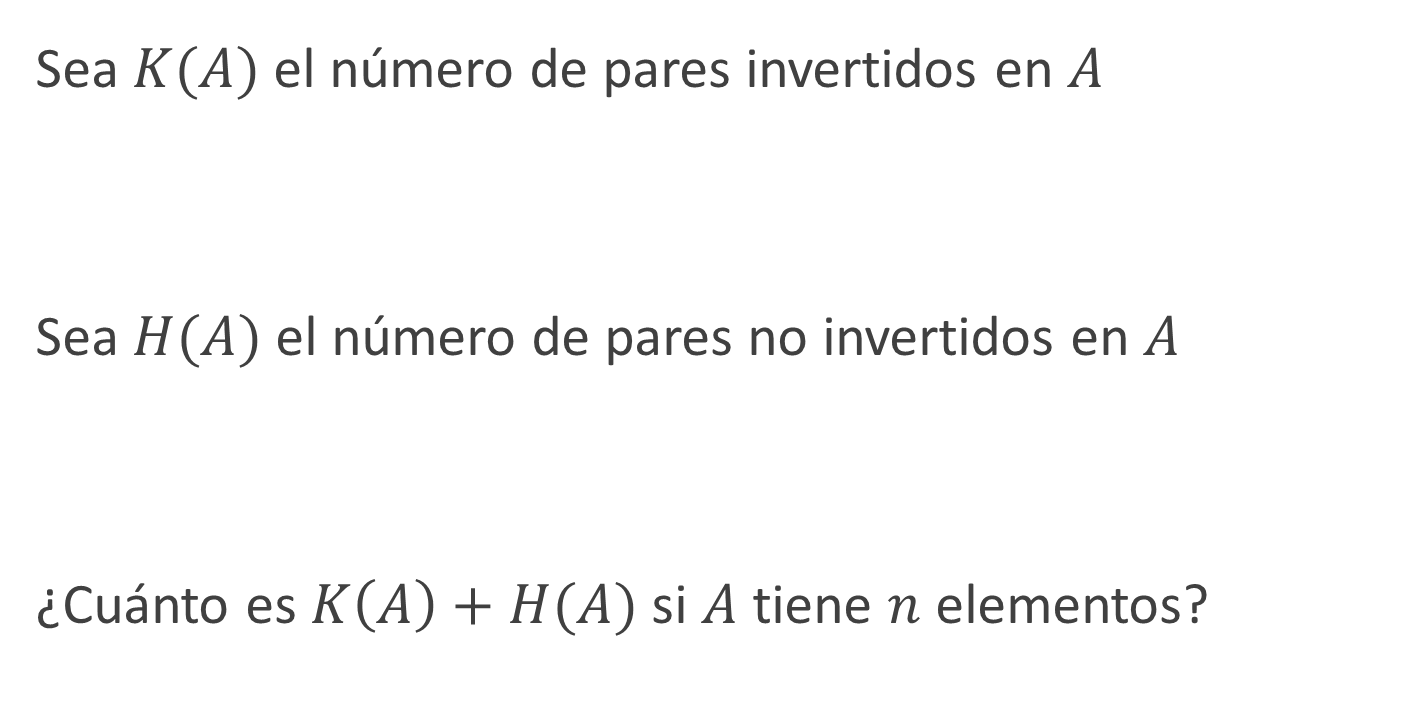 Sea K(A) el número de pares invertidos en A
Sea H(A) el número de pares no invertidos en A
¿Cuánto es K(A) + H(A) si A tiene n elementos?